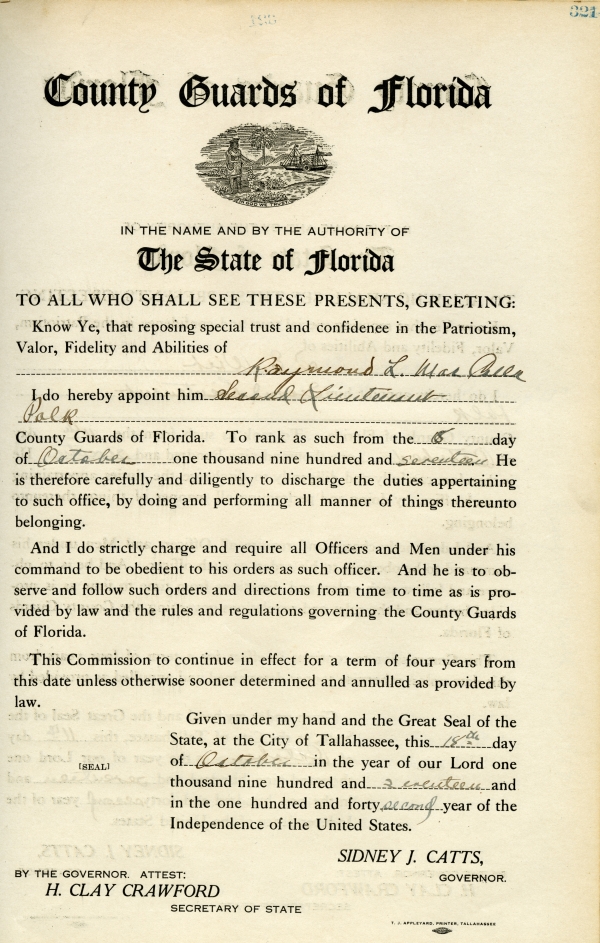 321
County Guards of Florida
IN GOD WE TRUST
IN THE NAME AND BY THE AUTHORITY OF
The State of Florida
TO ALL WHO SHALL SEE THESE PRESENTS, GREETING:
Know Ye, that reposing special trust and confidence in the Patriotism,
Valor, Fidelity and Abilities of
Raymond L. Mac
I do hereby appoint him Second Lieutenant
Polk
County Guards of Florida. To rank as such from the 8 day
of October one thousand nine hundred and seventeen He
is therefore carefully and diligently to discharge the duties appertaining
to such office, by doing and performing all manner of things thereunto
belonging.
And I do strictly charge and require all Officers and Men under his
command to be obedient to his orders as such officer. And he is to ob-
serve and follow such orders and directions from time to time as is pro-
vided by law and the rules and regulations governing the County Guards
of Florida.
This Commission to continue in effect for a term of four years from
this date unless otherwise sooner determined and annulled as provided by
law.
Given under my hand and the Great Seal of the
State, at the City of Tallahassee, this 18th day
[SEAL] of October in the year of our Lord one
thousand nine hundred and seventeen and
in the one hundred and forty second year of the
Independence of the United States.
SIDNEY J. CATTS,
GOVERNOR.
BY THE GOVERNOR. ATTEST:
H. CLAY CRAWFORD
SECRETARY OF STATE
T. J. APPLEYARD, PRINTER, TALLAHASSEE